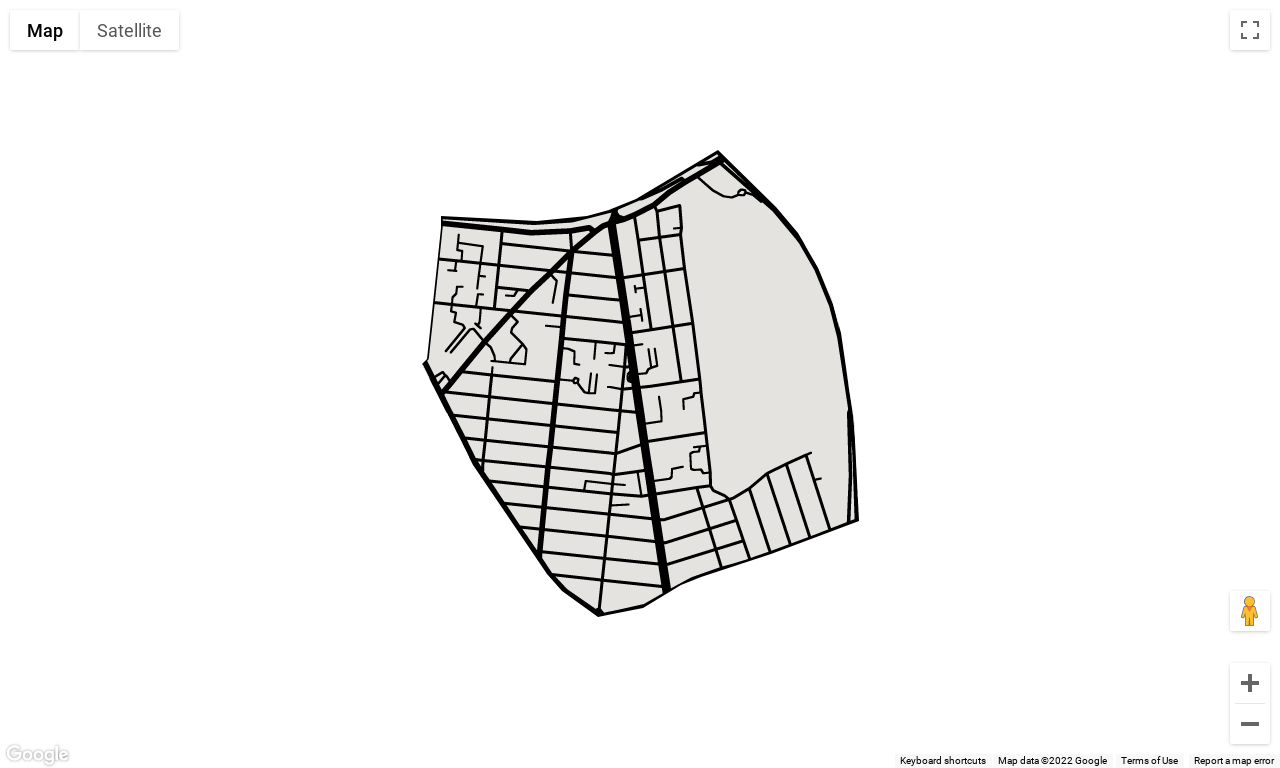 Map Satellite
Google
Keyboard shortcuts Map data ©2022 Google Terms of Use Report a map error